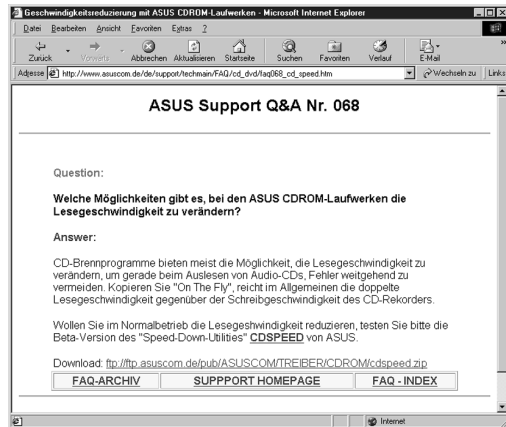 Geschwindigkeitsreduzierung mit ASUS CD-Laufwerken - Microsoft Internet Explorer
Datei Bearbeiten Ansicht Favoriten Extras ?
Zurück Vorwärts Abbrechen Aktualisieren Startseite Suchen Favoriten Verlauf E-Mail »
Adresse http://www.asuscom.de/de/support/techmain/FAQ/cd_dvd/faq068_cd_speed.htm Wechseln zu Links
ASUS Support Q&A Nr. 068
Question:
Welche Möglichkeiten gibt es, bei den ASUS CDROM-Laufwerken die
Lesegeschwindigkeit zu verändern?
Answer:
CD-Brennprogramme bieten meist die Möglichkeit, die Lesegeschwindigkeit zu
verändern, um gerade beim Auslesen von Audio-CDs, Fehler weitgehend zu
vermeiden. Kopieren Sie "On The Fly", reicht im Allgemeinen die doppelte
Lesegeschwindigkeit gegenüber der Schreibgeschwindigkeit des CD-Rekorders.
Wollen Sie im Normalbetrieb die Lesegeshwindigkeit reduzieren, testen Sie bitte die
Beta-Version des "Speed-Down-Utilities" CDSPEED von ASUS.
Download: ftp://ftp.asuscom.de/pub/ASUSCOM/TREIBER/CDROM/cdspeed.zip
FAQ-ARCHIV SUPPPORT HOMEPAGE FAQ - INDEX
Internet